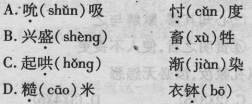 A. 吮(shǔn)吸 忖(cǔn)度
B. 兴盛(shèng) 畜(xù)牲
C. 起哄(hǒng) 渐(jiàn)染
D. 糙(cāo)米 衣钵(bō)